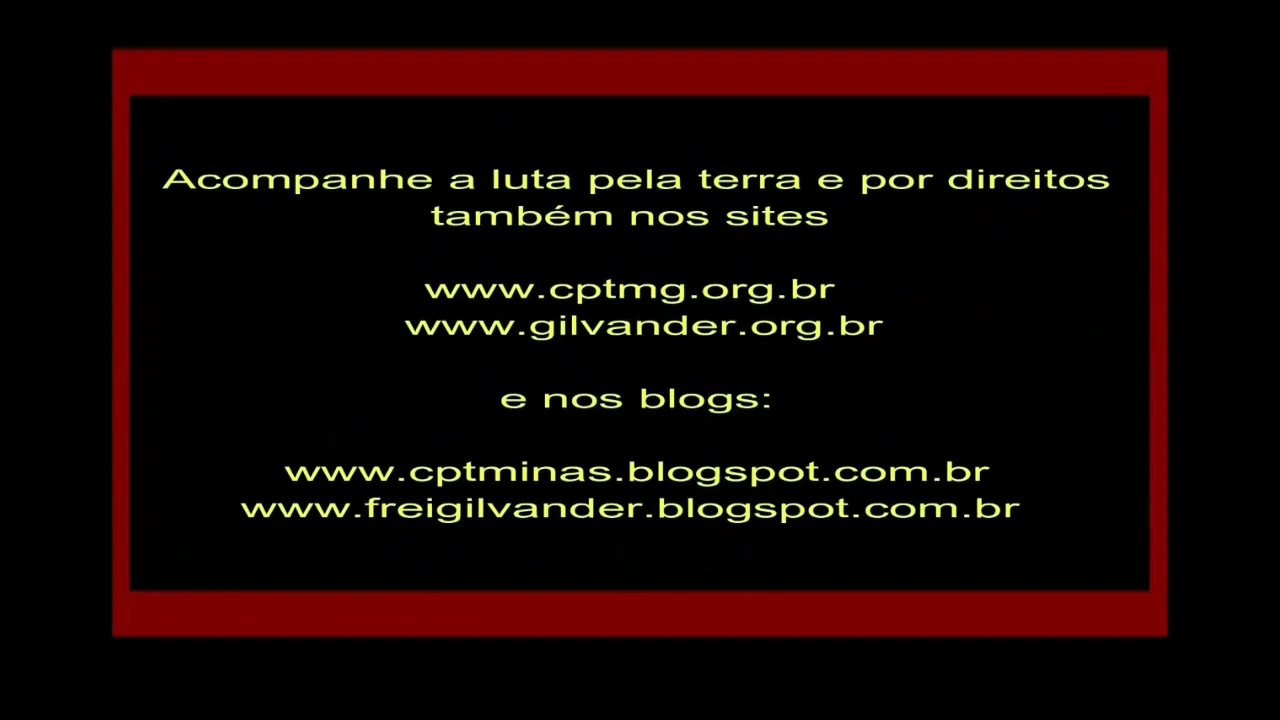 Acompanhe a luta pela terra e por direitos
também nos sites
www.cptmg.org.br
www.gilvander.org.br
e nos blogs:
www.cptminas.blogspot.com.br
www.freigilvander.blogspot.com.br